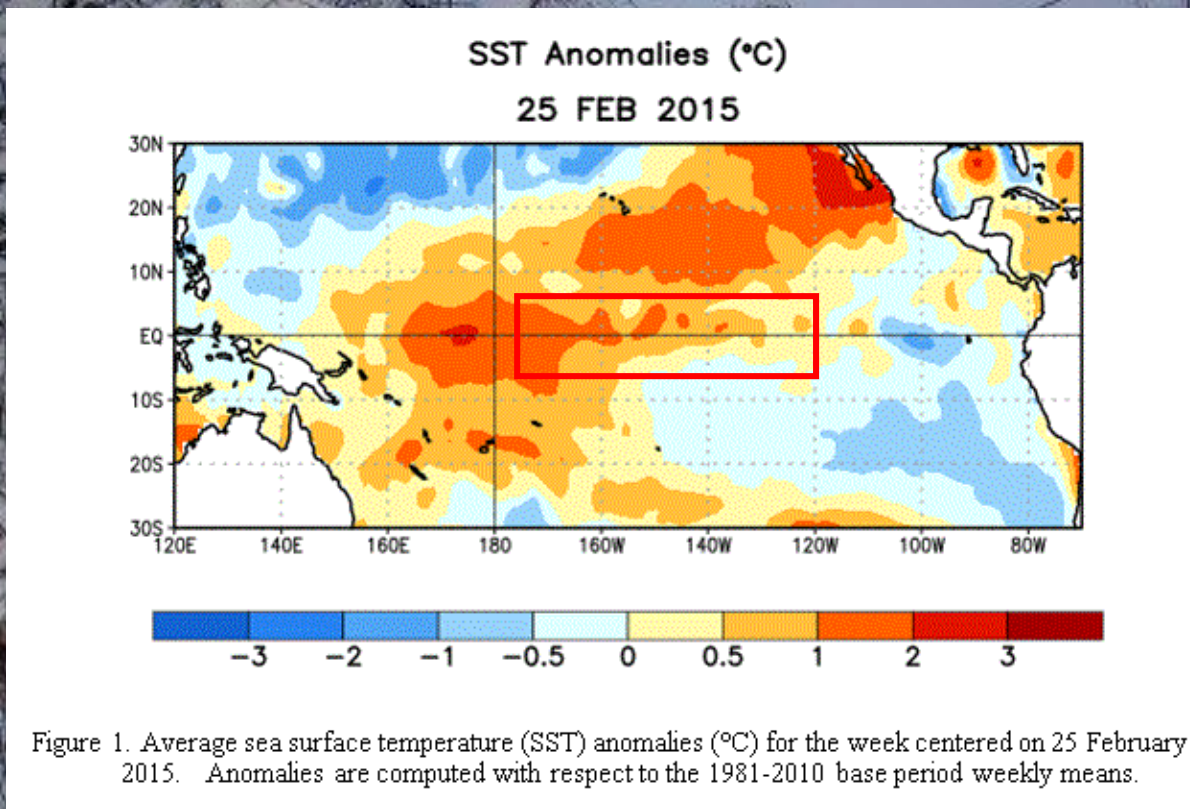 SST Anomalies (°C)
25 FEB 2015
30N
20N
10N
EQ
10S
20S
30S
120E 140E 160E 180 160W 140W 120W 100W 80W
−3 −2 −1 −0.5 0 0.5 1 2 3
Figure 1. Average sea surface temperature (SST) anomalies (°C) for the week centered on 25 February
2015. Anomalies are computed with respect to the 1981-2010 base period weekly means.